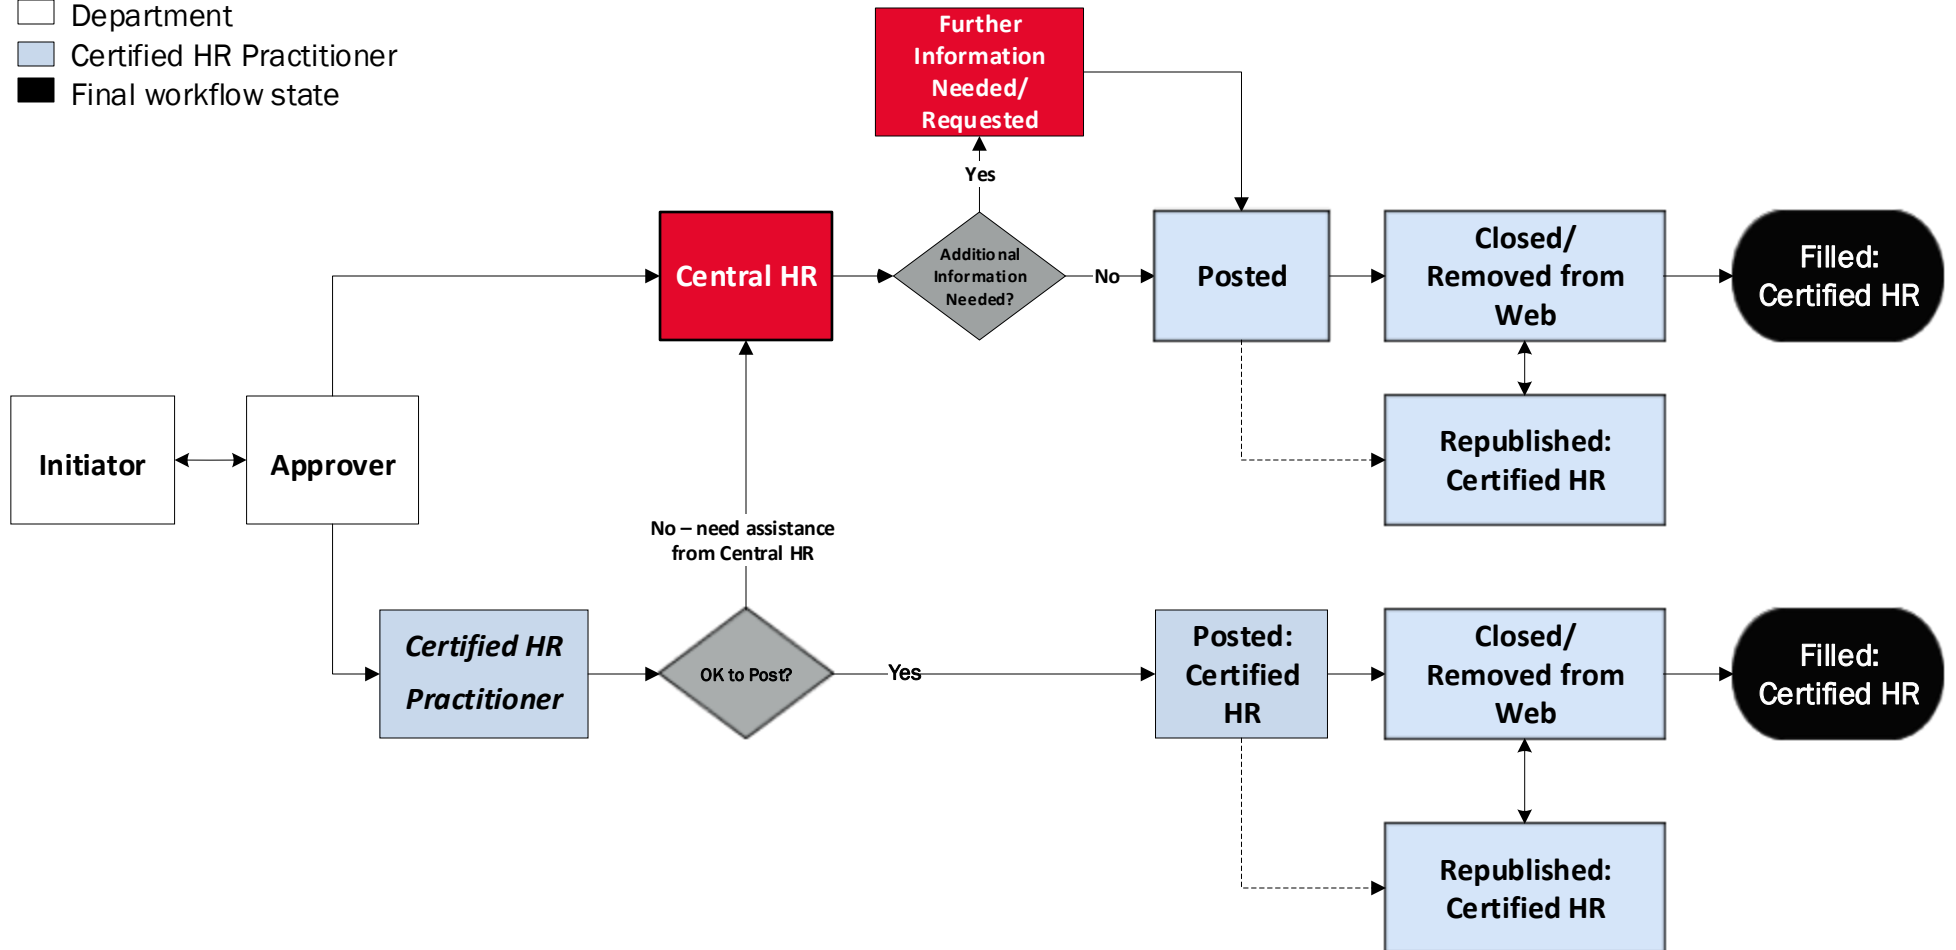 Department
Certified HR Practitioner
Final workflow state
Further
Information
Needed/
Requested
Yes
Central HR
Additional
Information
Needed?
No
Posted
Closed/
Removed from
Web
Filled:
Certified HR
Initiator
Approver
Republished:
Certified HR
No – need assistance
from Central HR
Certified HR
Practitioner
OK to Post?
Yes
Posted:
Certified
HR
Closed/
Removed from
Web
Filled:
Certified HR
Republished:
Certified HR